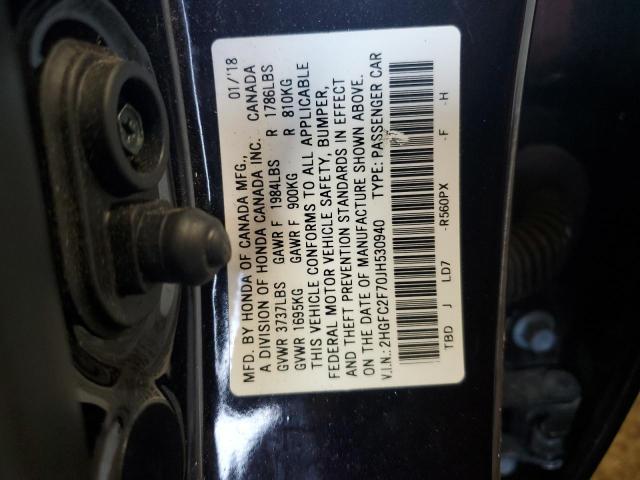 MFD. BY HONDA OF CANADA MFG., 01/'18
A DIVISION OF HONDA CANADA INC. CANADA
GVWR 3737LBS GAWR F 1984LBS R 1786LBS
GVWR 1695KG GAWR F 900KG R 810KG
THIS VEHICLE CONFORMS TO ALL APPLICABLE
FEDERAL MOTOR VEHICLE SAFETY, BUMPER,
AND THEFT PREVENTION STANDARDS IN EFFECT
ON THE DATE OF MANUFACTURE SHOWN ABOVE.
V.I.N.: 2HGFC2F70JH530940 TYPE: PASSENGER CAR
TBD J LD7 -R560PX -F -H